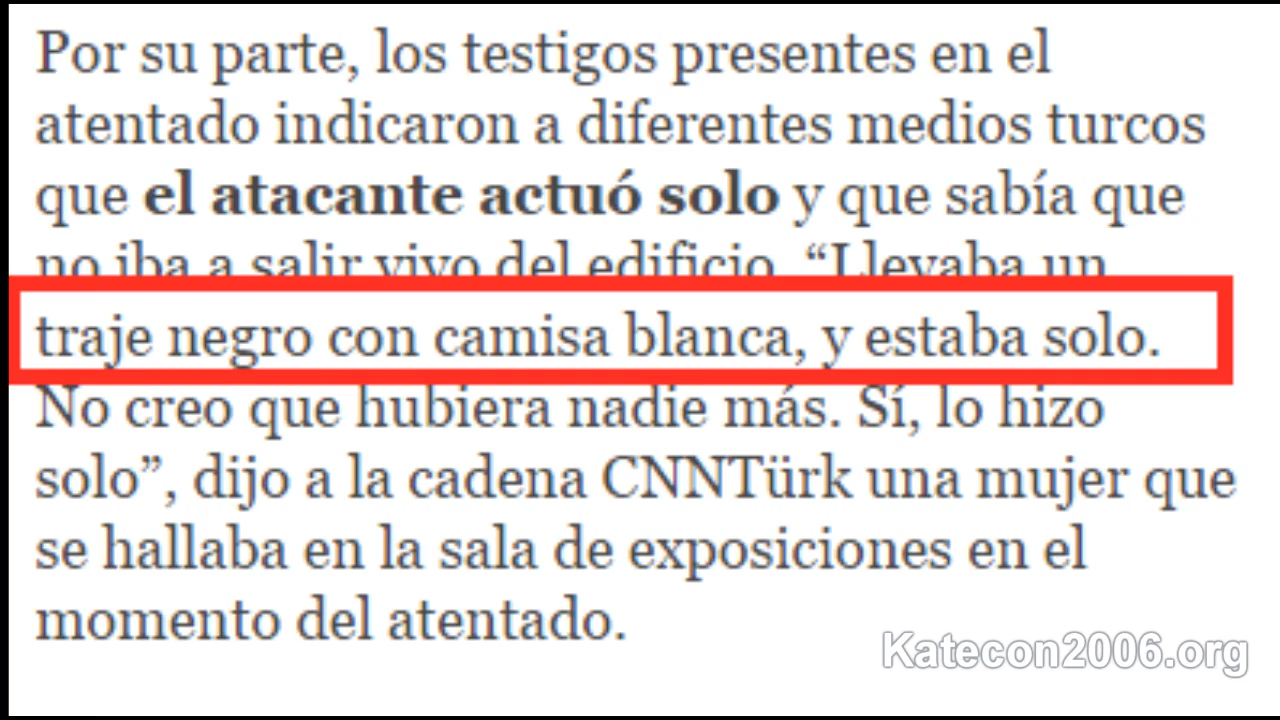 Por su parte, los testigos presentes en el
atentado indicaron a diferentes medios turcos
que el atacante actuó solo y que sabía que
no iba a salir vivo del edificio. “Llevaba un
traje negro con camisa blanca, y estaba solo.
No creo que hubiera nadie más. Sí, lo hizo
solo”, dijo a la cadena CNNTürk una mujer que
se hallaba en la sala de exposiciones en el
momento del atentado.
Katecon2006.org